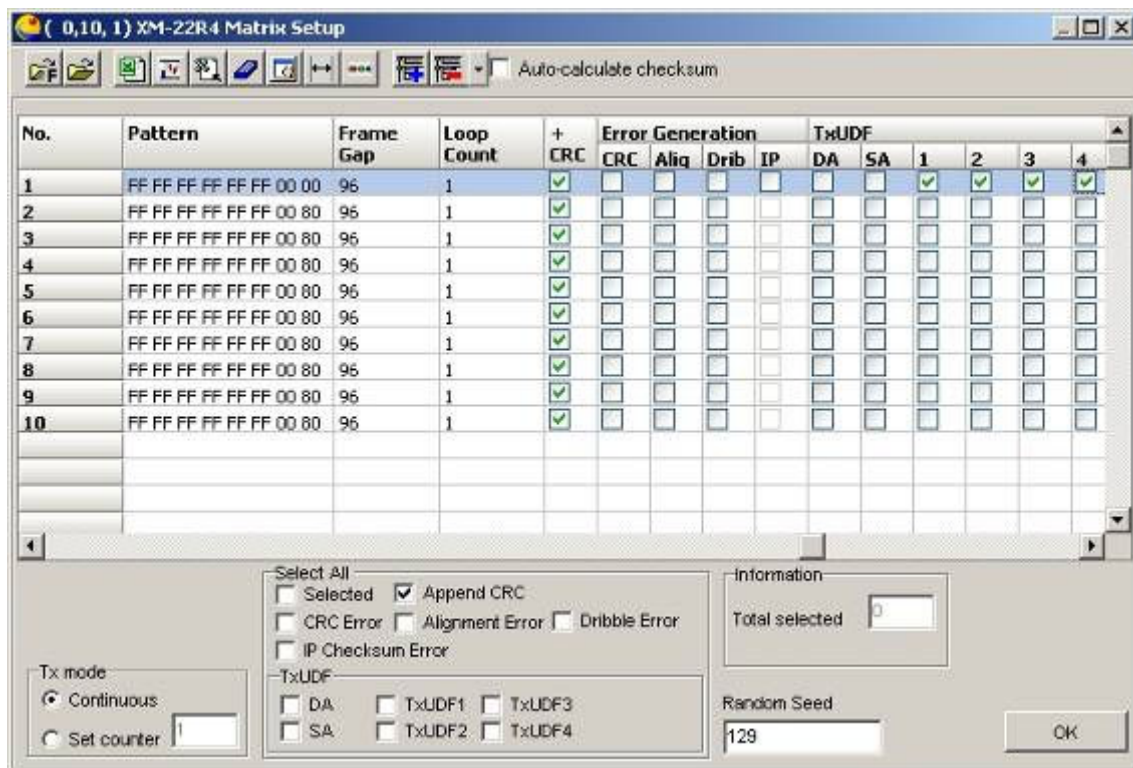 ( 0,10, 1) XM-22R4 Matrix Setup
Auto-calculate checksum
No. Pattern Frame Gap Loop Count + CRC Error Generation TxUDF
CRC Aliq Drib IP DA SA 1 2 3 4
1 FF FF FF FF FF FF 00 00 96 1
2 FF FF FF FF FF FF 00 80 96 1
3 FF FF FF FF FF FF 00 80 96 1
4 FF FF FF FF FF FF 00 80 96 1
5 FF FF FF FF FF FF 00 80 96 1
6 FF FF FF FF FF FF 00 80 96 1
7 FF FF FF FF FF FF 00 80 96 1
8 FF FF FF FF FF FF 00 80 96 1
9 FF FF FF FF FF FF 00 80 96 1
10 FF FF FF FF FF FF 00 80 96 1
Select All
Selected Append CRC
CRC Error Alignment Error Dribble Error
IP Checksum Error
TxUDF
DA TxUDF1 TxUDF3
SA TxUDF2 TxUDF4
Tx mode
Continuous
Set counter 1
Information
Total selected 0
Random Seed
129
OK